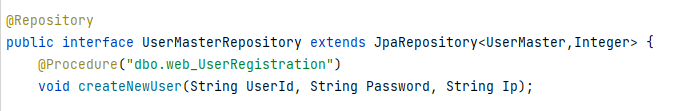 @Repository
public interface UserMasterRepository extends JpaRepository<UserMaster,Integer> {
@Procedure("dbo.web_UserRegistration")
void createNewUser(String UserId, String Password, String Ip);